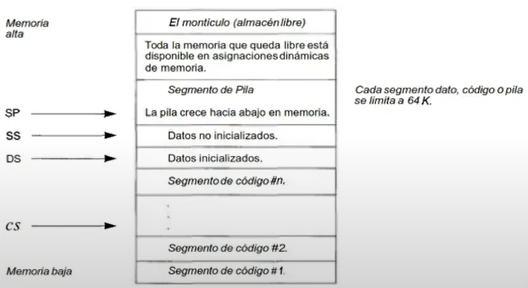 Memoria
alta
El montículo (almacén libre)
Toda la memoria que queda libre está
disponible en asignaciones dinámicas
de memoria.
Segmento de Pila
Cada segmento dato, código o pila
se limita a 64 K.
SP
La pila crece hacia abajo en memoria.
SS
Datos no inicializados.
DS
Datos inicializados.
Segmento de código #n.
.
.
.
CS
Segmento de código #2.
Memoria baja
Segmento de código # 1.